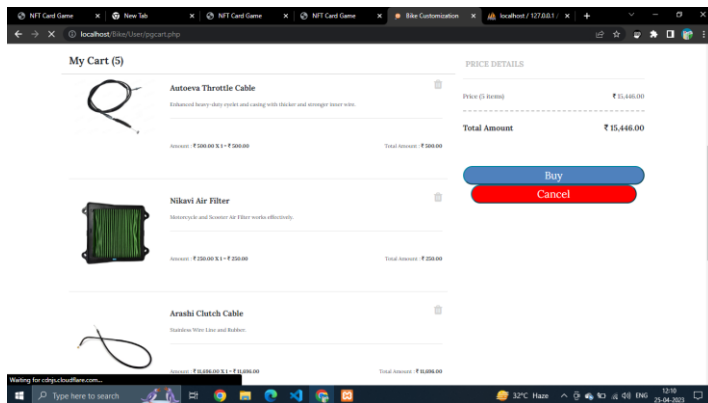 NFT Card Game
New Tab
NFT Card Game
NFT Card Game
Bike Customization
localhost / 127.0.0.1 /
localhost/Bike/User/pgcart.php
My Cart (5)
PRICE DETAILS
Autoeva Throttle Cable
Enhanced heavy-duty eyelet and casing with thicker and stronger inner wire.
Price (5 items)
₹ 15,446.00
Total Amount
₹ 15,446.00
Amount : ₹ 500.00 X 1 = ₹ 500.00
Total Amount : ₹ 500.00
Buy
Cancel
Nikavi Air Filter
Motorcycle and Scooter Air Filter works effectively.
Amount : ₹ 250.00 X 1 = ₹ 250.00
Total Amount : ₹ 250.00
Arashi Clutch Cable
Stainless Wire Line and Rubber.
Amount : ₹ 11,696.00 X 1 = ₹ 11,696.00
Total Amount : ₹ 11,696.00
Waiting for cdnjs.cloudflare.com...
Type here to search
32°C Haze
ENG
12:10
25-04-2023